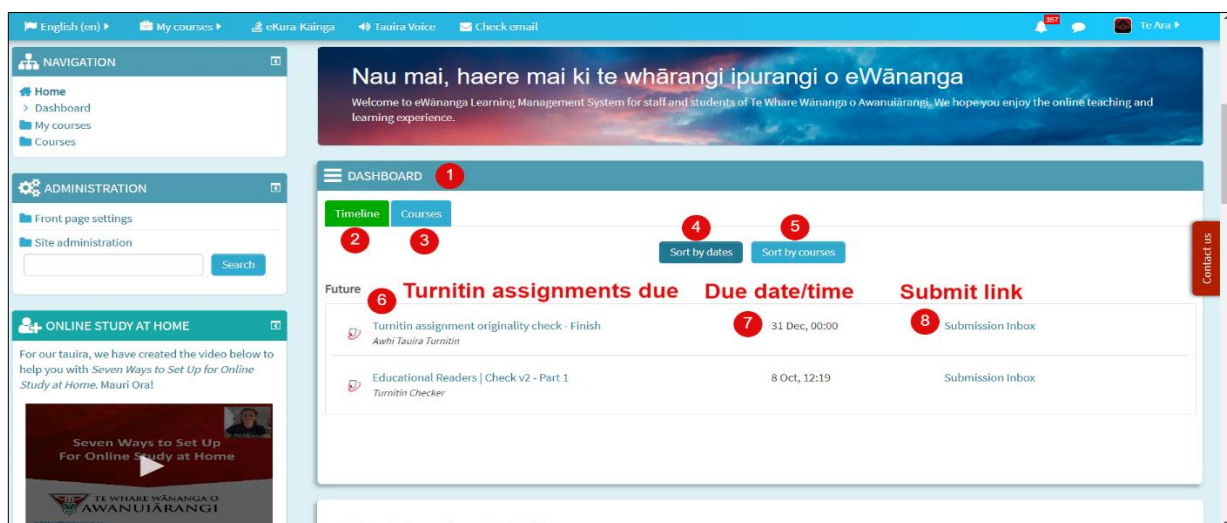 English (en) My courses eKura-Kāinga Tauira Voice Check email 357 Te Ara
NAVIGATION
Home
Dashboard
My courses
Courses
ADMINISTRATION
Front page settings
Site administration
Search
ONLINE STUDY AT HOME
For our tauira, we have created the video below to
help you with Seven Ways to Set Up for Online
Study at Home. Mauri Ora!
Seven Ways to Set Up
For Online Study at Home
TE WHARE WĀNANGA O
AWANUIĀRANGI
Nau mai, haere mai ki te whārangi ipurangi o eWānanga
Welcome to eWānanga Learning Management System for staff and students of Te Whare Wānanga o Awanuiārangi. We hope you enjoy the online teaching and
learning experience.
DASHBOARD 1
Timeline Courses
2 3
4 5
Sort by dates Sort by courses
Future
6 Turnitin assignments due Due date/time Submit link
Turnitin assignment originality check - Finish 7 31 Dec, 00:00 8 Submission Inbox
Awhi Tauira Turnitin
Educational Readers | Check v2 - Part 1 8 Oct, 12:19 Submission Inbox
Turnitin Checker
Contact us